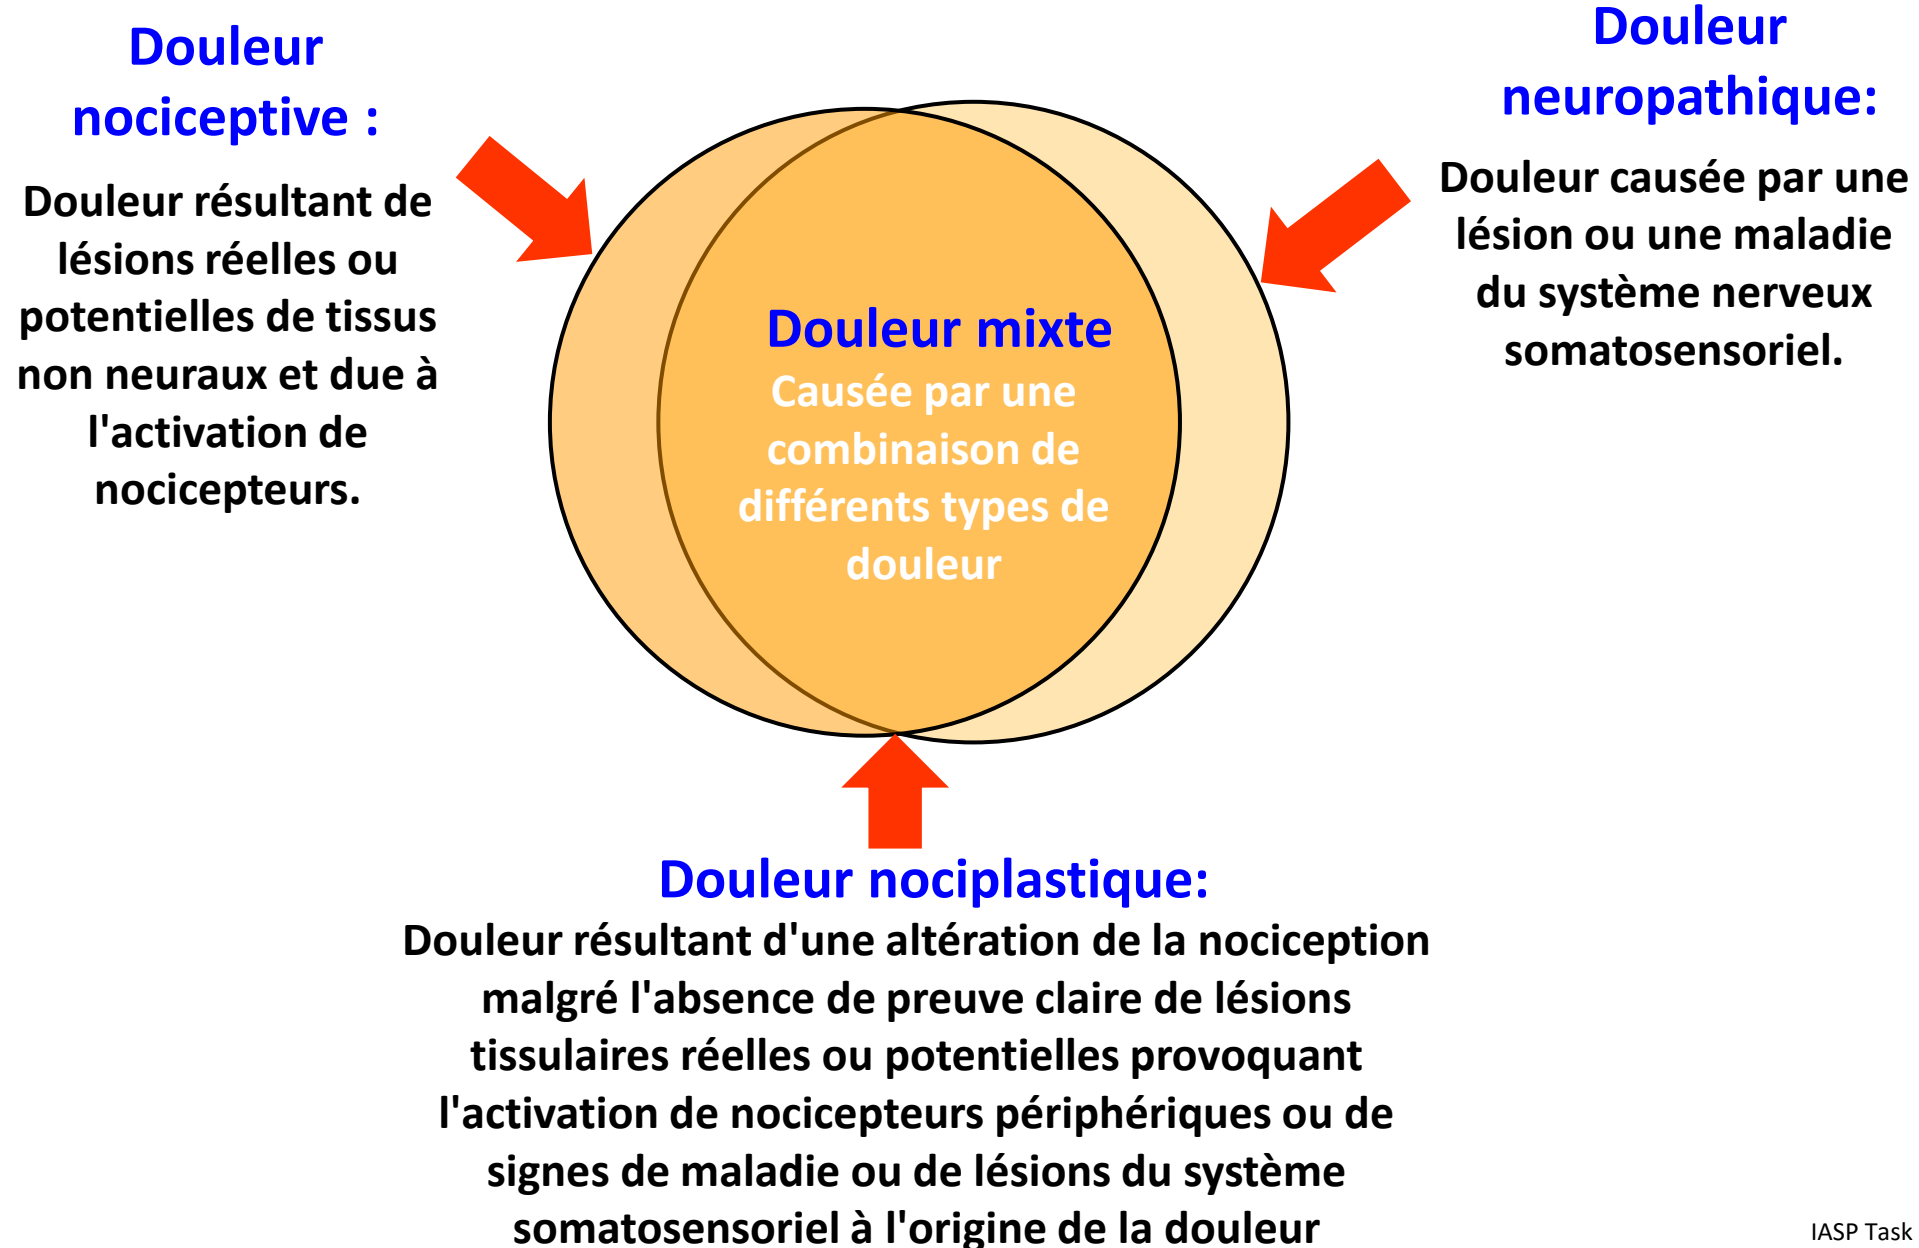 Douleur
nociceptive :
Douleur résultant de
lésions réelles ou
potentielles de tissus
non neuraux et due à
l'activation de
nocicepteurs.
Douleur
neuropathique:
Douleur causée par une
lésion ou une maladie
du système nerveux
somatosensoriel.
Douleur mixte
Causée par une
combinaison de
différents types de
douleur
Douleur nociplastique:
Douleur résultant d'une altération de la nociception
malgré l'absence de preuve claire de lésions
tissulaires réelles ou potentielles provoquant
l'activation de nocicepteurs périphériques ou de
signes de maladie ou de lésions du système
somatosensoriel à l'origine de la douleur
IASP Task